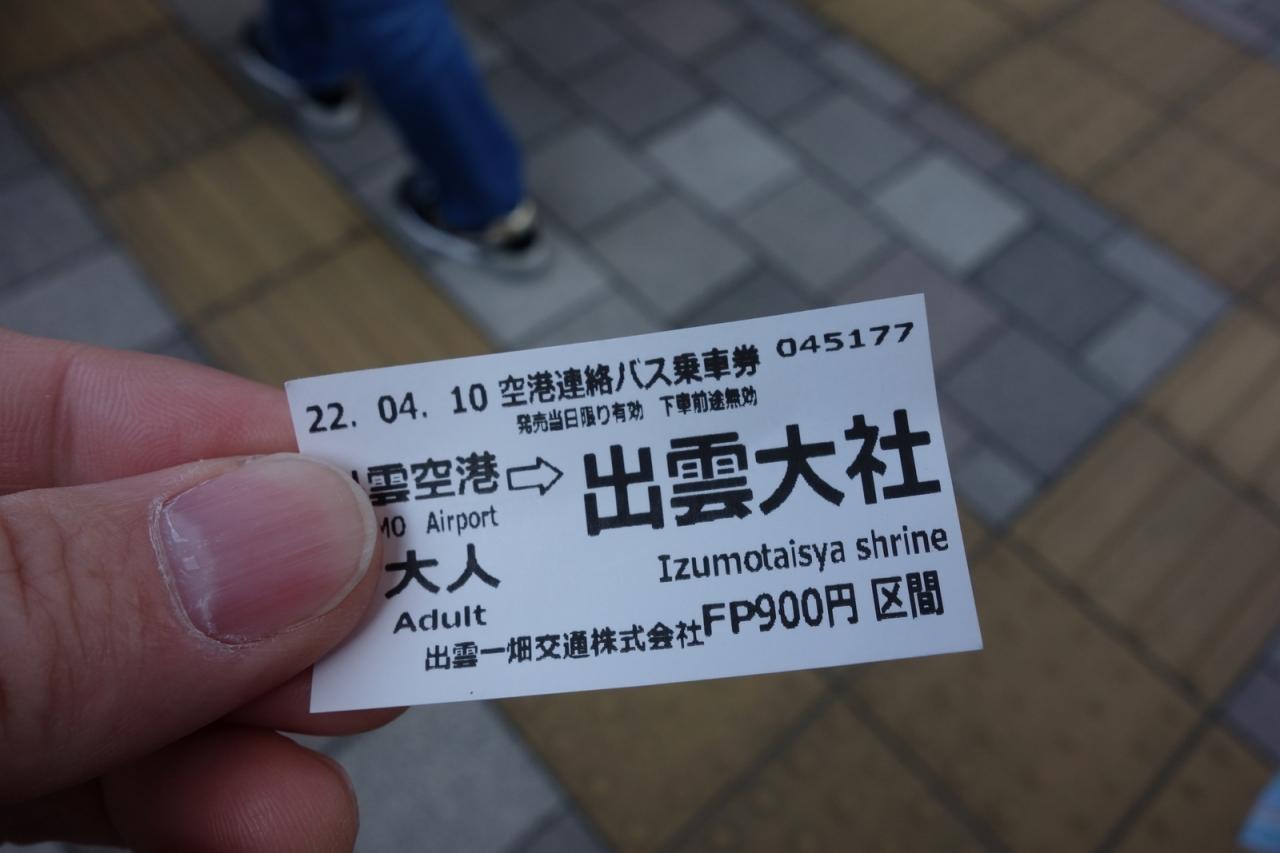 22. 04. 10 空港連絡バス乗車券 045177
発売当日限り有効 下車前途無効
雲空港⇨出雲大社
MO Airport
Izumotaisya shrine
大人
Adult
FP900円 区間
出雲一畑交通株式会社